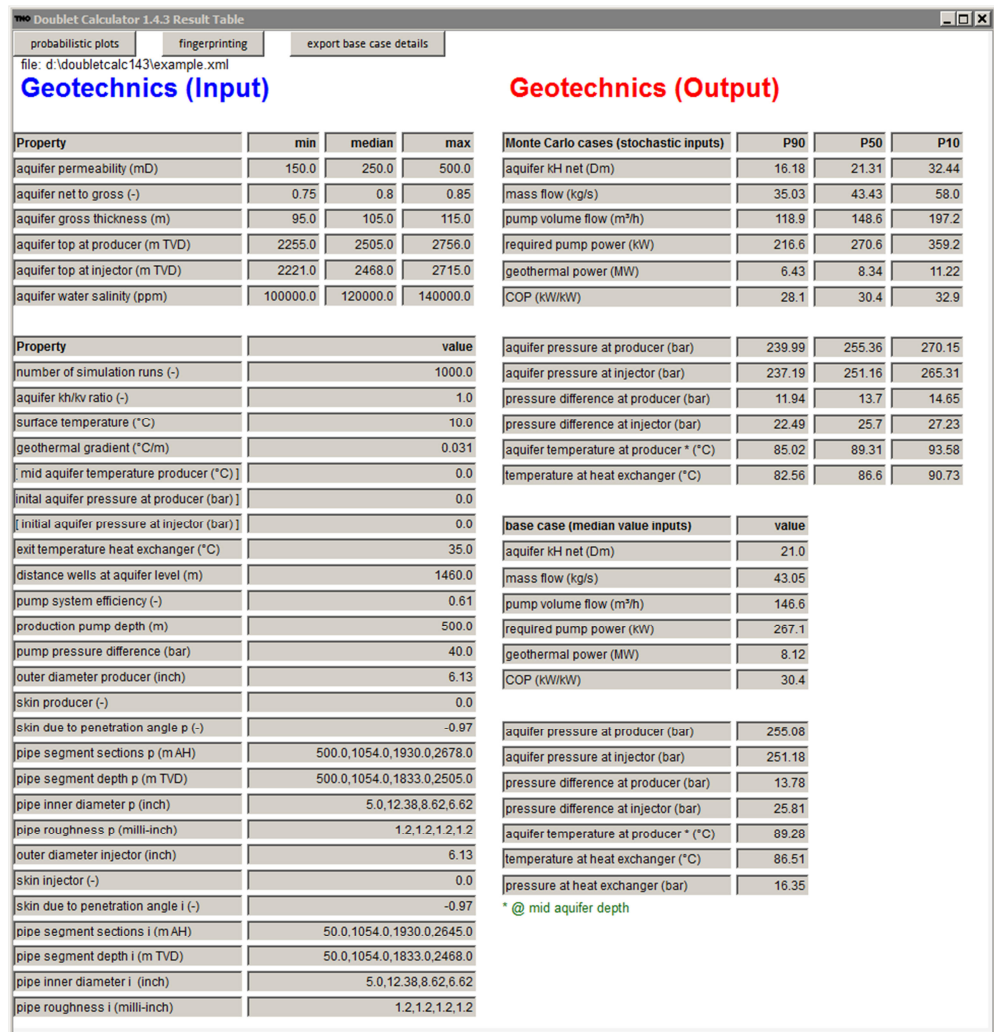 TNO Doublet Calculator 1.4.3 Result Table
probabilistic plots fingerprinting export base case details
file: d:\doubletcalc143\example.xml
Geotechnics (Input)
Property min median max
aquifer permeability (mD) 150.0 250.0 500.0
aquifer net to gross (-) 0.75 0.8 0.85
aquifer gross thickness (m) 95.0 105.0 115.0
aquifer top at producer (m TVD) 2255.0 2505.0 2756.0
aquifer top at injector (m TVD) 2221.0 2468.0 2715.0
aquifer water salinity (ppm) 100000.0 120000.0 140000.0
Property value
number of simulation runs (-) 1000.0
aquifer kh/kv ratio (-) 1.0
surface temperature (°C) 10.0
geothermal gradient (°C/m) 0.031
[ mid aquifer temperature producer (°C) ] 0.0
inital aquifer pressure at producer (bar) ] 0.0
[ initial aquifer pressure at injector (bar) ] 0.0
exit temperature heat exchanger (°C) 35.0
distance wells at aquifer level (m) 1460.0
pump system efficiency (-) 0.61
production pump depth (m) 500.0
pump pressure difference (bar) 40.0
outer diameter producer (inch) 6.13
skin producer (-) 0.0
skin due to penetration angle p (-) -0.97
pipe segment sections p (m AH) 500.0,1054.0,1930.0,2678.0
pipe segment depth p (m TVD) 500.0,1054.0,1833.0,2505.0
pipe inner diameter p (inch) 5.0,12.38,8.62,6.62
pipe roughness p (milli-inch) 1.2,1.2,1.2,1.2
outer diameter injector (inch) 6.13
skin injector (-) 0.0
skin due to penetration angle i (-) -0.97
pipe segment sections i (m AH) 50.0,1054.0,1930.0,2645.0
pipe segment depth i (m TVD) 50.0,1054.0,1833.0,2468.0
pipe inner diameter i (inch) 5.0,12.38,8.62,6.62
pipe roughness i (milli-inch) 1.2,1.2,1.2,1.2
Geotechnics (Output)
Monte Carlo cases (stochastic inputs) P90 P50 P10
aquifer kH net (Dm) 16.18 21.31 32.44
mass flow (kg/s) 35.03 43.43 58.0
pump volume flow (m³/h) 118.9 148.6 197.2
required pump power (kW) 216.6 270.6 359.2
geothermal power (MW) 6.43 8.34 11.22
COP (kW/kW) 28.1 30.4 32.9
aquifer pressure at producer (bar) 239.99 255.36 270.15
aquifer pressure at injector (bar) 237.19 251.16 265.31
pressure difference at producer (bar) 11.94 13.7 14.65
pressure difference at injector (bar) 22.49 25.7 27.23
aquifer temperature at producer * (°C) 85.02 89.31 93.58
temperature at heat exchanger (°C) 82.56 86.6 90.73
base case (median value inputs) value
aquifer kH net (Dm) 21.0
mass flow (kg/s) 43.05
pump volume flow (m³/h) 146.6
required pump power (kW) 267.1
geothermal power (MW) 8.12
COP (kW/kW) 30.4
aquifer pressure at producer (bar) 255.08
aquifer pressure at injector (bar) 251.18
pressure difference at producer (bar) 13.78
pressure difference at injector (bar) 25.81
aquifer temperature at producer * (°C) 89.28
temperature at heat exchanger (°C) 86.51
pressure at heat exchanger (bar) 16.35
* @ mid aquifer depth